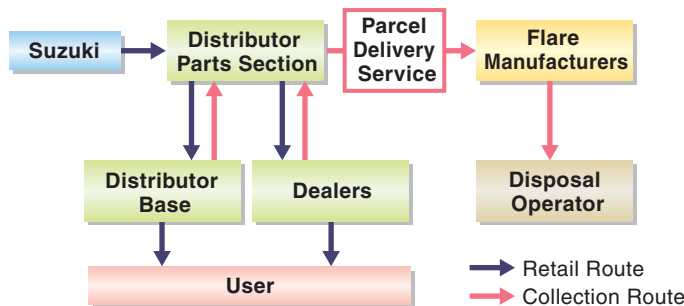 Suzuki
Distributor
Parts Section
Parcel
Delivery
Service
Flare
Manufacturers
Distributor
Base
Dealers
Disposal
Operator
User
Retail Route
Collection Route